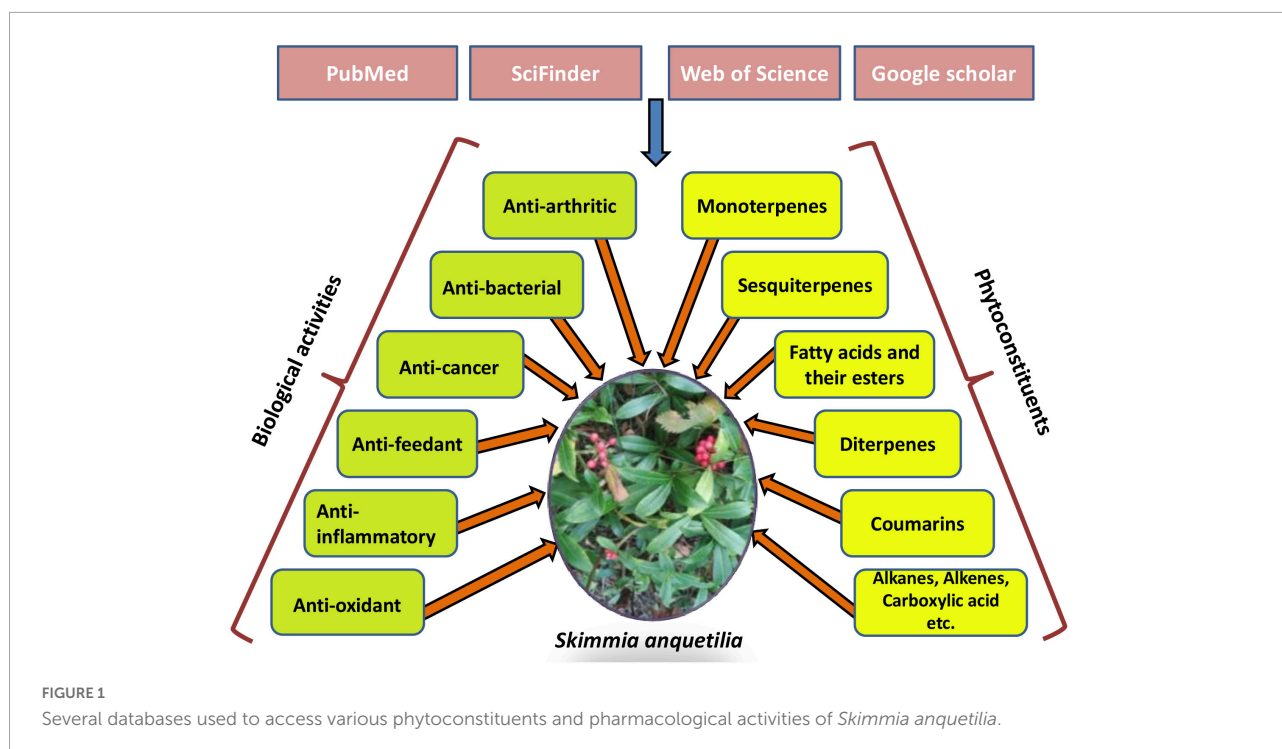 PubMed
SciFinder
Web of Science
Google scholar
Biological activities
Anti-arthritic
Anti-bacterial
Anti-cancer
Anti-feedant
Anti-
inflammatory
Anti-oxidant
Monoterpenes
Sesquiterpenes
Fatty acids and
their esters
Diterpenes
Coumarins
Alkanes, Alkenes,
Carboxylic acid
etc.
Phytoconstituents
Skimmia anquetilia
FIGURE 1
Several databases used to access various phytoconstituents and pharmacological activities of Skimmia anquetilia.